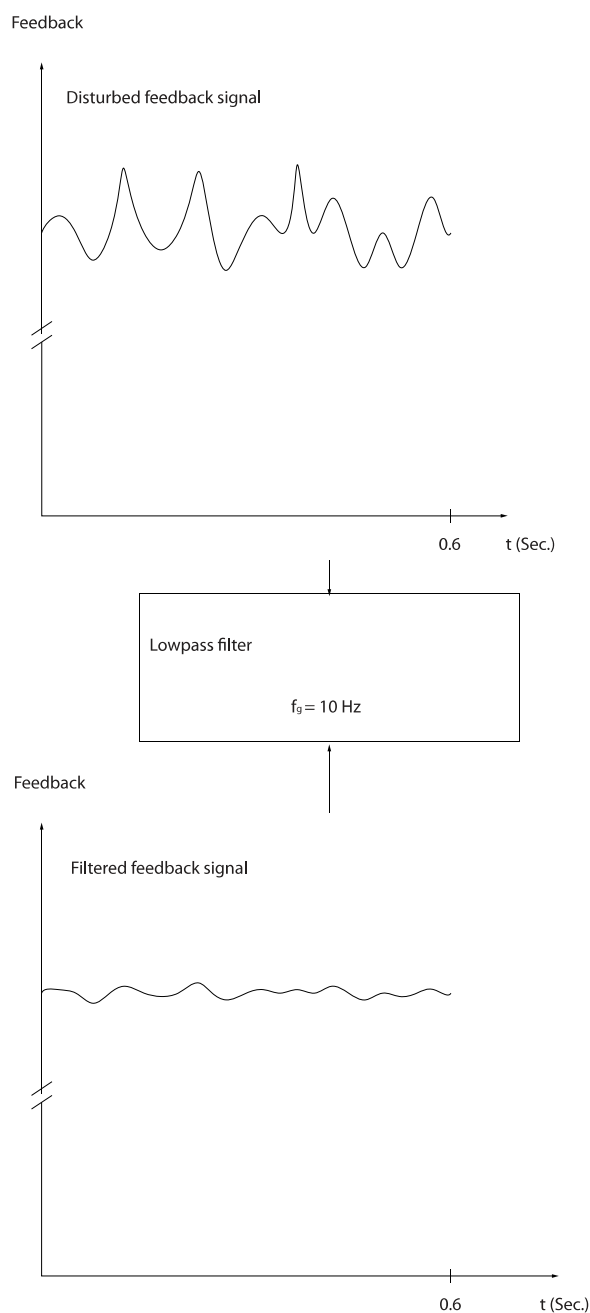 Feedback
Disturbed feedback signal
0.6 t (Sec.)
Lowpass filter
fg = 10 Hz
Feedback
Filtered feedback signal
0.6 t (Sec.)